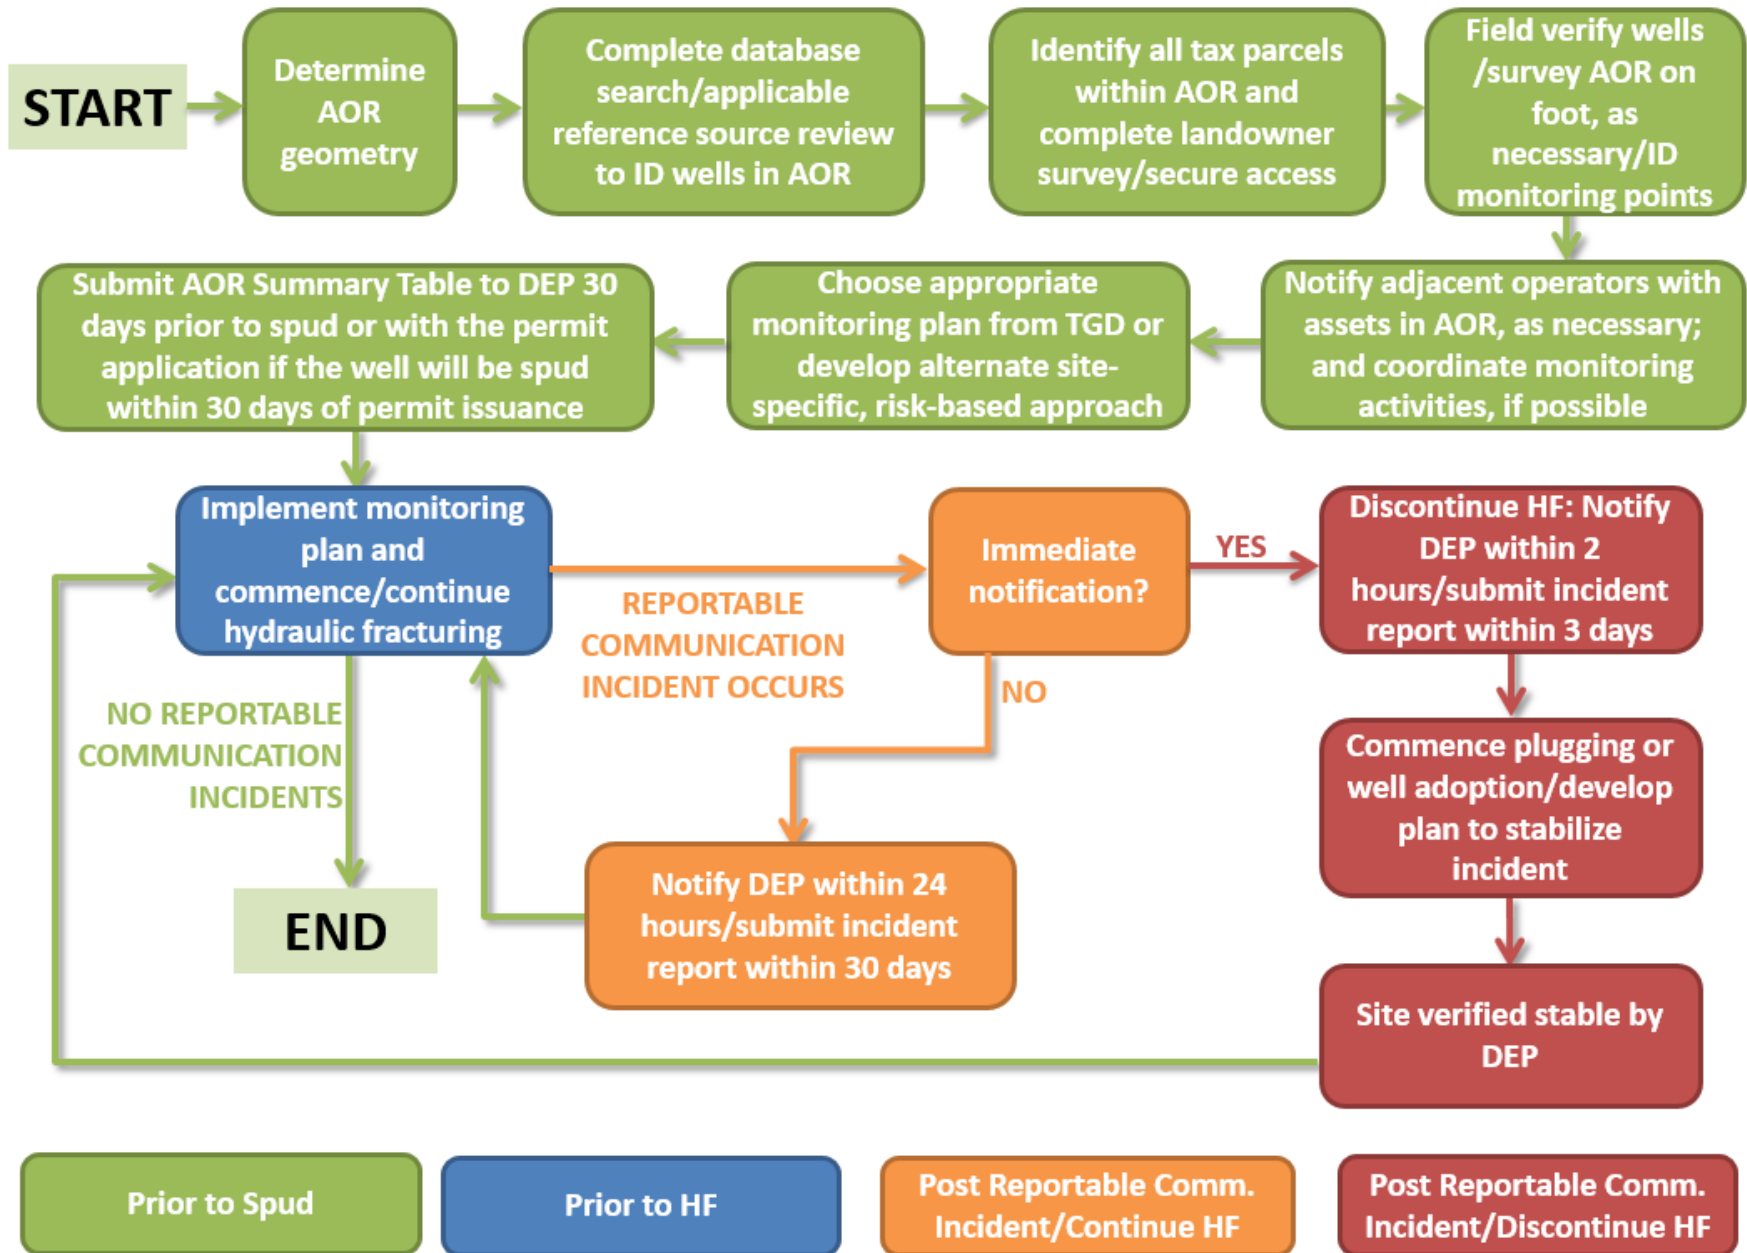 START
Determine
AOR
geometry
Complete database
search/applicable
reference source review
to ID wells in AOR
Identify all tax parcels
within AOR and
complete landowner
survey/secure access
Field verify wells
/survey AOR on
foot, as
necessary/ID
monitoring points
Notify adjacent operators with
assets in AOR, as necessary;
and coordinate monitoring
activities, if possible
Choose appropriate
monitoring plan from TGD or
develop alternate site-
specific, risk-based approach
Submit AOR Summary Table to DEP 30
days prior to spud or with the permit
application if the well will be spud
within 30 days of permit issuance
Implement monitoring
plan and
commence/continue
hydraulic fracturing
NO REPORTABLE
COMMUNICATION
INCIDENTS
END
REPORTABLE
COMMUNICATION
INCIDENT OCCURS
Immediate
notification?
NO
Notify DEP within 24
hours/submit incident
report within 30 days
YES
Discontinue HF: Notify
DEP within 2
hours/submit incident
report within 3 days
Commence plugging or
well adoption/develop
plan to stabilize
incident
Site verified stable by
DEP
Prior to Spud
Prior to HF
Post Reportable Comm.
Incident/Continue HF
Post Reportable Comm.
Incident/Discontinue HF